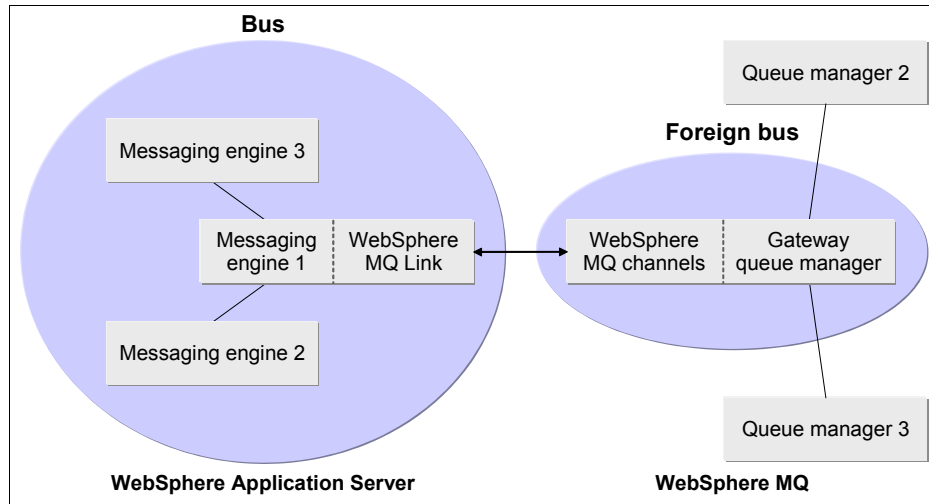 Bus
Queue manager 2
Foreign bus
Messaging engine 3
Messaging
engine 1
WebSphere
MQ Link
WebSphere
MQ channels
Gateway
queue manager
Messaging engine 2
Queue manager 3
WebSphere Application Server
WebSphere MQ